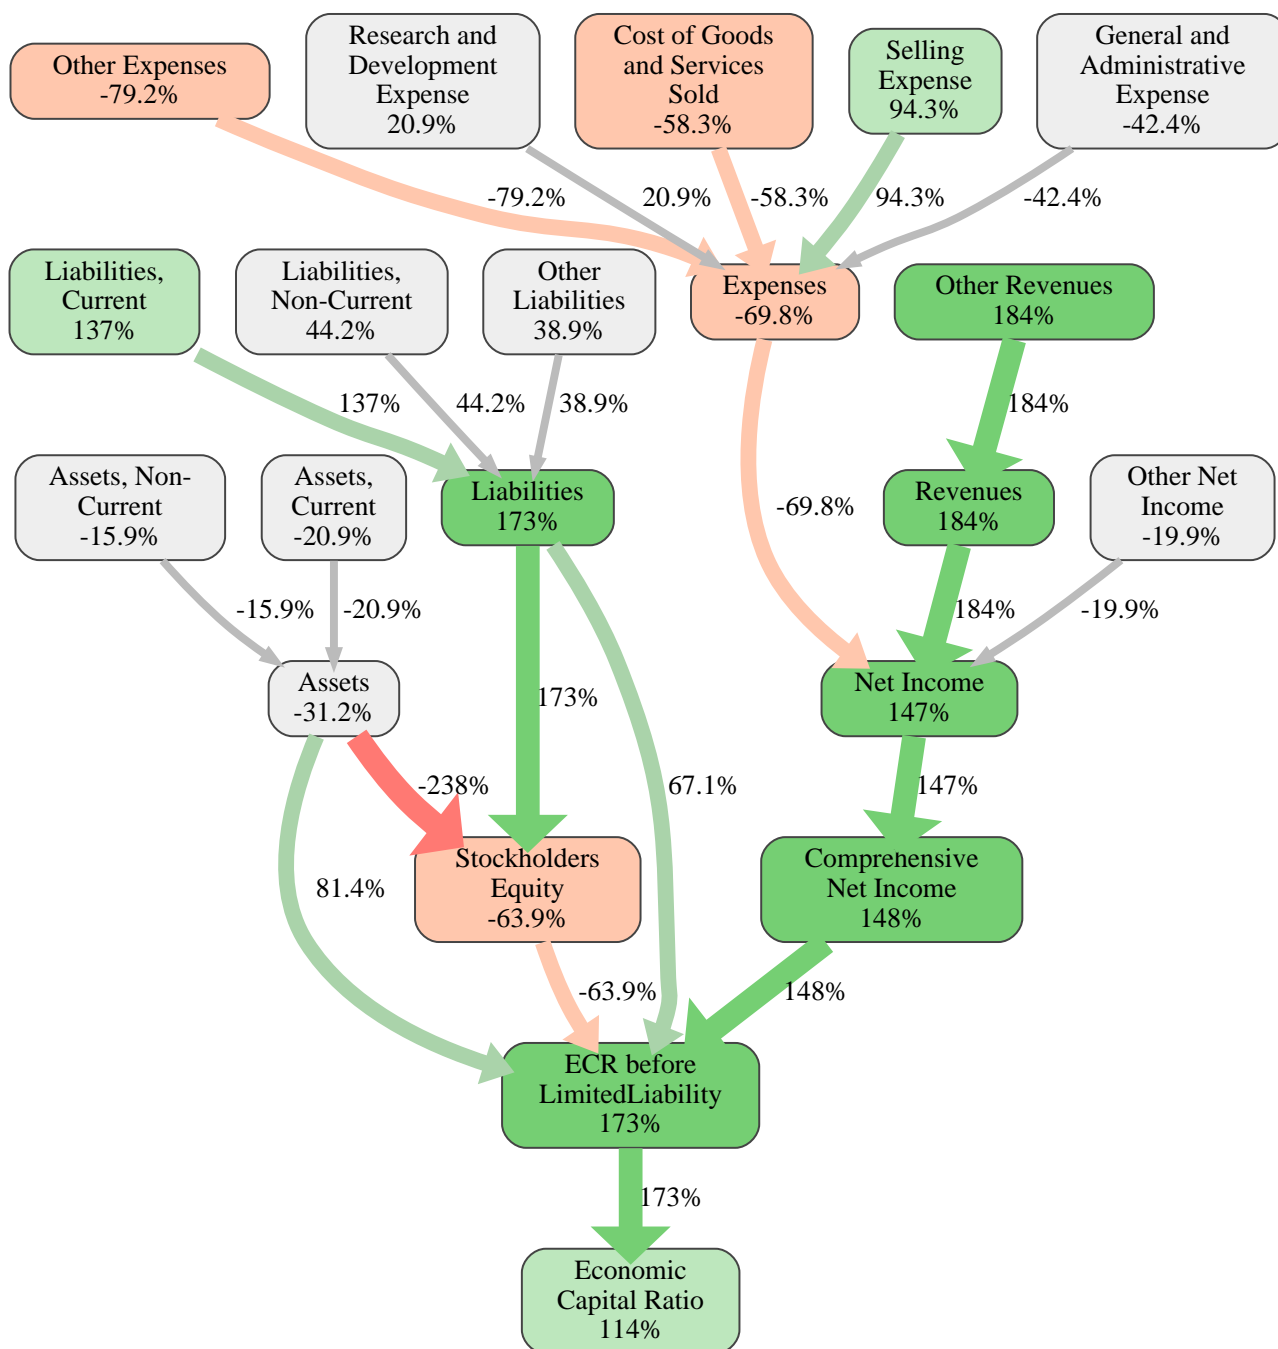 Other Expenses
-79.2%
Research and
Development
Expense
20.9%
Cost of Goods
and Services
Sold
-58.3%
Selling
Expense
94.3%
General and
Administrative
Expense
-42.4%
-79.2%
20.9%
-58.3%
94.3%
-42.4%
Liabilities,
Current
137%
Liabilities,
Non-Current
44.2%
Other
Liabilities
38.9%
Expenses
-69.8%
Other Revenues
184%
137%
44.2%
38.9%
184%
Assets, Non-
Current
-15.9%
Assets,
Current
-20.9%
Liabilities
173%
-69.8%
Revenues
184%
Other Net
Income
-19.9%
-15.9%
-20.9%
184%
-19.9%
Assets
-31.2%
173%
Net Income
147%
-238%
67.1%
147%
81.4%
Stockholders
Equity
-63.9%
Comprehensive
Net Income
148%
-63.9%
148%
ECR before
LimitedLiability
173%
173%
Economic
Capital Ratio
114%